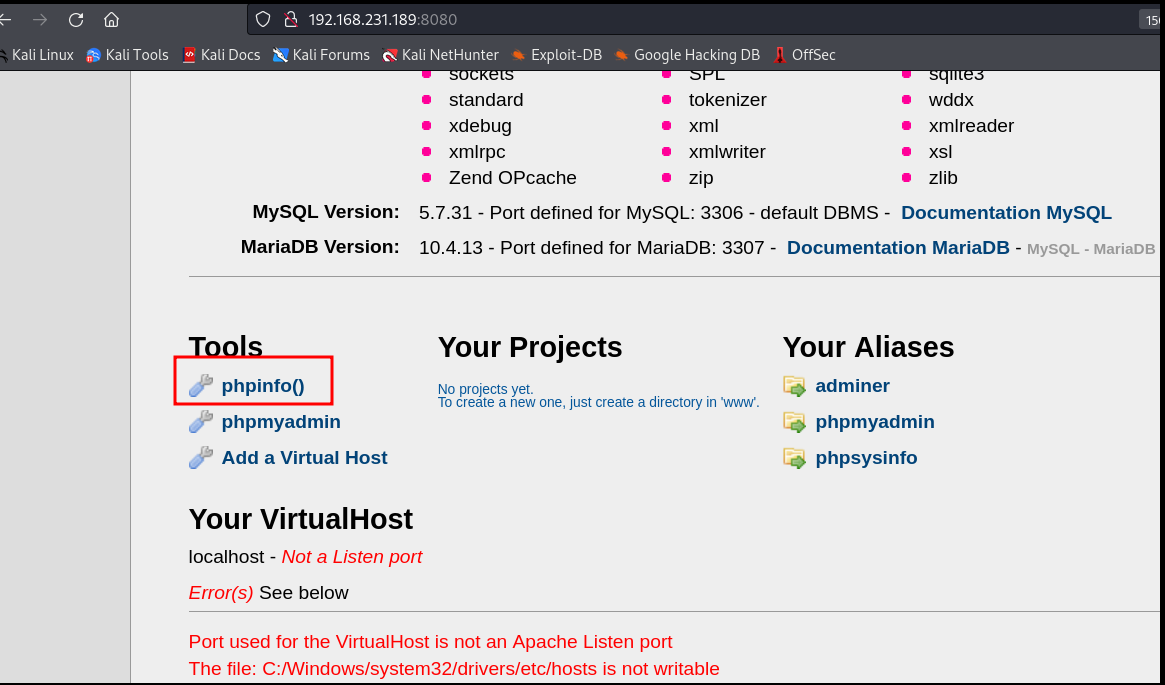 192.168.231.189:8080
Kali Linux Kali Tools Kali Docs Kali Forums Kali NetHunter Exploit-DB Google Hacking DB OffSec
sockets SPL sqlite3
standard tokenizer wddx
xdebug xml xmlreader
xmlrpc xmlwriter xsl
Zend OPcache zip zlib
MySQL Version: 5.7.31 - Port defined for MySQL: 3306 - default DBMS - Documentation MySQL
MariaDB Version: 10.4.13 - Port defined for MariaDB: 3307 - Documentation MariaDB - MySQL - MariaDB
Tools Your Projects Your Aliases
phpinfo() No projects yet. adminer
To create a new one, just create a directory in 'www'.
phpmyadmin phpmyadmin
Add a Virtual Host phpsysinfo
Your VirtualHost
localhost - Not a Listen port
Error(s) See below
Port used for the VirtualHost is not an Apache Listen port
The file: C:/Windows/system32/drivers/etc/hosts is not writable